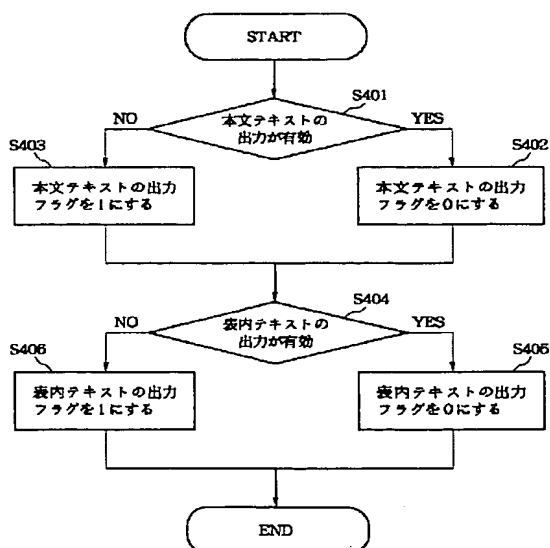 START
S401
NO
本文テキストの
出力が有効
YES
S403
本文テキストの出力
フラグを1にする
S402
本文テキストの出力
フラグを0にする
S404
NO
表内テキストの
出力が有効
YES
S406
表内テキストの出力
フラグを1にする
S405
表内テキストの出力
フラグを0にする
END